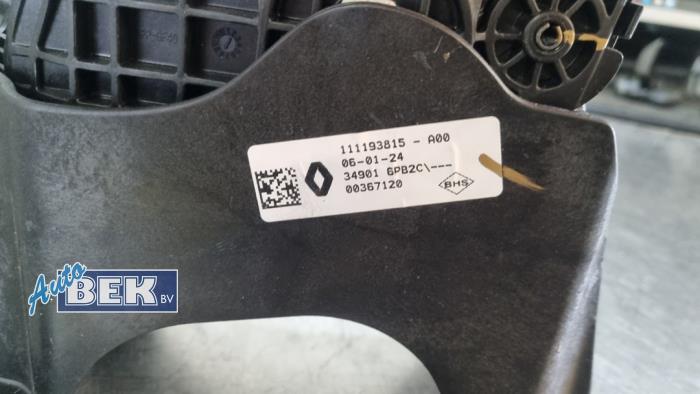 111193815 - A00
06-01-24
34901 6PB2C\---
00367120
BHS
Auto
BEK BV